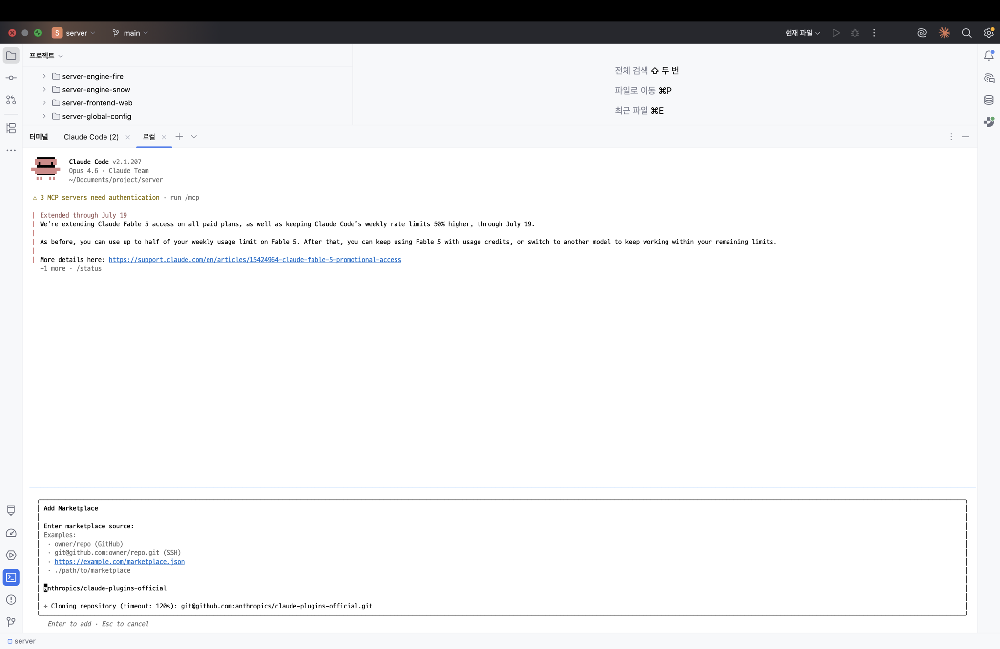 S server main 현재 파일
프로젝트
server-engine-fire
server-engine-snow
server-frontend-web
server-global-config
전체 검색 ⇧ 두 번
파일로 이동 ⌘P
최근 파일 ⌘E
터미널 Claude Code (2) × 로컬 ×
Claude Code v2.1.207
Opus 4.6 · Claude Team
~/Documents/project/server
⚠ 3 MCP servers need authentication · run /mcp
Extended through July 19
We're extending Claude Fable 5 access on all paid plans, as well as keeping Claude Code’s weekly rate limits 50% higher, through July 19.
As before, you can use up to half of your weekly usage limit on Fable 5. After that, you can keep using Fable 5 with usage credits, or switch to another model to keep working within your remaining limits.
More details here: https://support.claude.com/en/articles/15424964-claude-fable-5-promotional-access
+1 more · /status
Add Marketplace
Enter marketplace source:
Examples:
· owner/repo (GitHub)
· git@github.com:owner/repo.git (SSH)
· https://example.com/marketplace.json
· ./path/to/marketplace
anthropics/claude-plugins-official
÷ Cloning repository (timeout: 120s): git@github.com:anthropics/claude-plugins-official.git
Enter to add · Esc to cancel
server